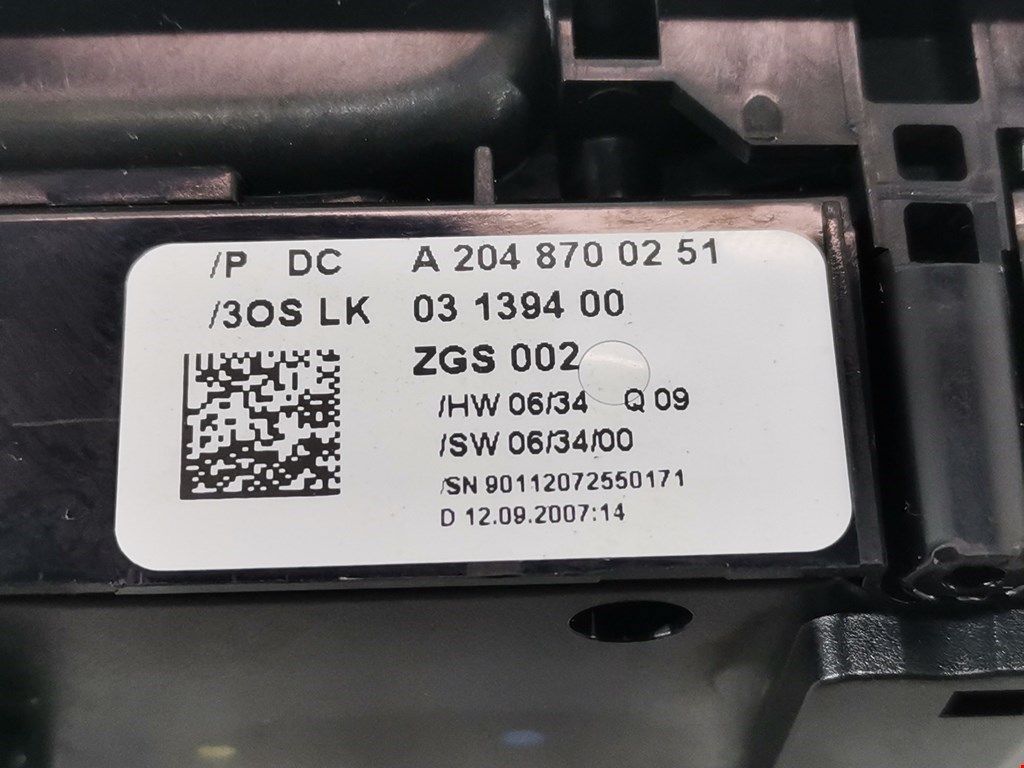 /P DC A 204 870 02 51
/3OS LK 03 1394 00
ZGS 002
/HW 06/34 Q 09
/SW 06/34/00
/SN 90112072550171
D 12.09.2007:14